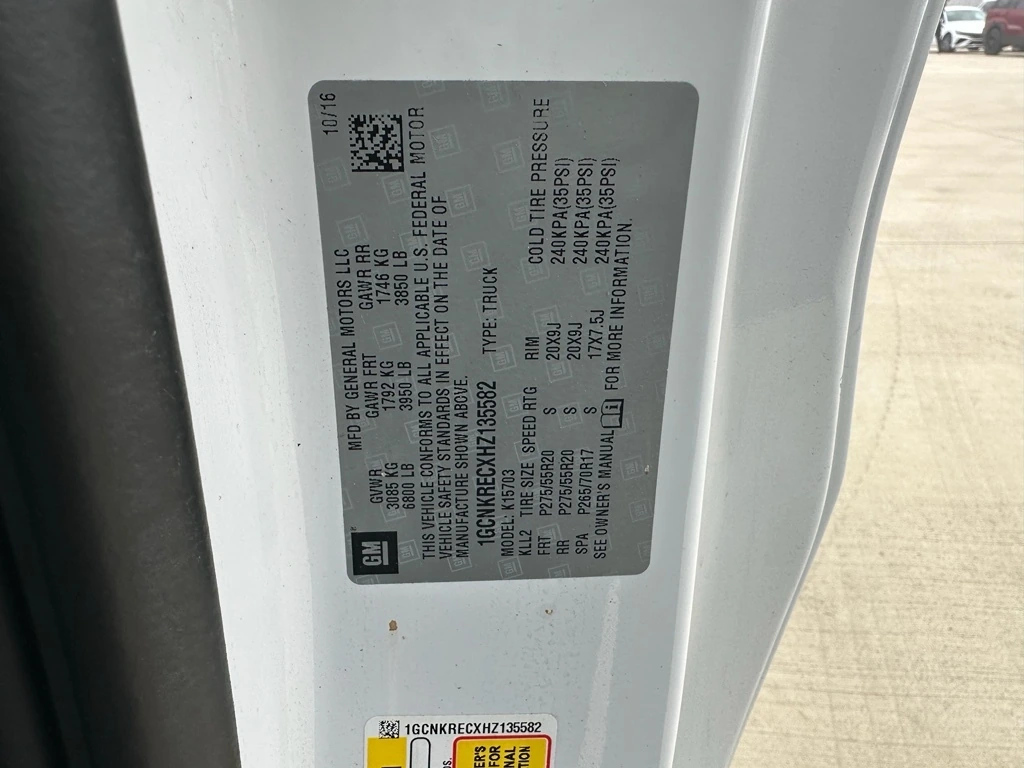 10/16
MFD BY GENERAL MOTORS LLC
GVWR GAWR FRT GAWR RR
3085 KG 1792 KG 1746 KG
6800 LB 3950 LB 3850 LB
GM
THIS VEHICLE CONFORMS TO ALL APPLICABLE U.S. FEDERAL MOTOR
VEHICLE SAFETY STANDARDS IN EFFECT ON THE DATE OF
MANUFACTURE SHOWN ABOVE.
1GCNKRECXHZ135582 TYPE: TRUCK
MODEL: K15703
KLL2 TIRE SIZE SPEED RTG RIM COLD TIRE PRESSURE
FRT P275/55R20 S 20X9J 240KPA(35PSI)
RR P275/55R20 S 20X9J 240KPA(35PSI)
SPA P265/70R17 S 17X7.5J 240KPA(35PSI)
SEE OWNER'S MANUAL i FOR MORE INFORMATION.
1GCNKRECXHZ135582